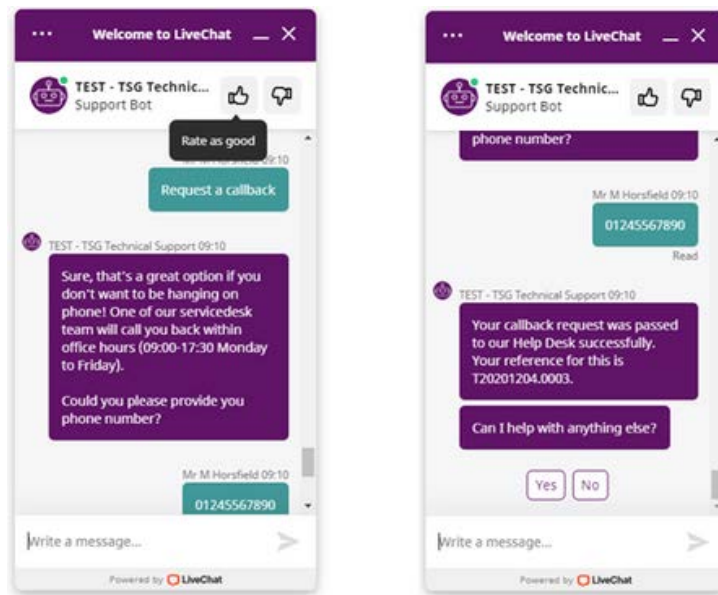 Welcome to LiveChat
TEST - TSG Technic...
Support Bot
Rate as good
Mr M Horsfield 09:10
Request a callback
TEST - TSG Technical Support 09:10
Sure, that's a great option if you
don't want to be hanging on
phone! One of our servicedesk
team will call you back within
office hours (09:00-17:30 Monday
to Friday).
Could you please provide you
phone number?
Mr M Horsfield 09:10
01245567890
Write a message...
Powered by LiveChat
Welcome to LiveChat
TEST - TSG Technic...
Support Bot
phone number?
Mr M Horsfield 09:10
01245567890
Read
TEST - TSG Technical Support 09:10
Your callback request was passed
to our Help Desk successfully.
Your reference for this is
T20201204.0003.
Can I help with anything else?
Yes No
Write a message...
Powered by LiveChat